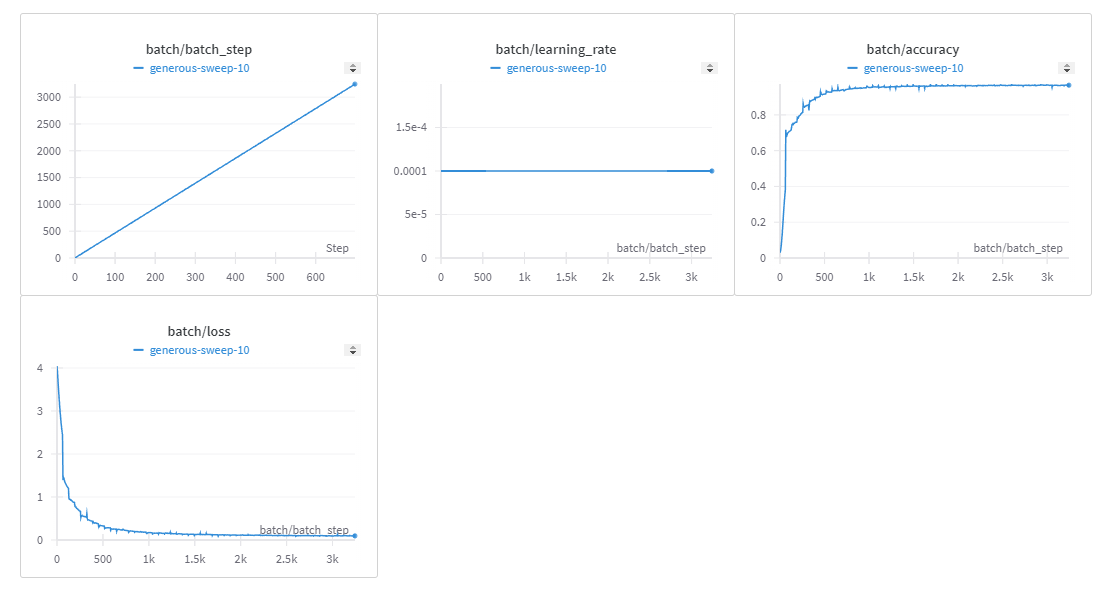 batch/batch_step
generous-sweep-10
3000
2500
2000
1500
1000
500
0
Step
0 100 200 300 400 500 600
batch/learning_rate
generous-sweep-10
1.5e-4
0.0001
5e-5
0
batch/batch_step
0 500 1k 1.5k 2k 2.5k 3k
batch/accuracy
generous-sweep-10
0.8
0.6
0.4
0.2
0
batch/batch_step
0 500 1k 1.5k 2k 2.5k 3k
batch/loss
generous-sweep-10
4
3
2
1
0
batch/batch_step
0 500 1k 1.5k 2k 2.5k 3k